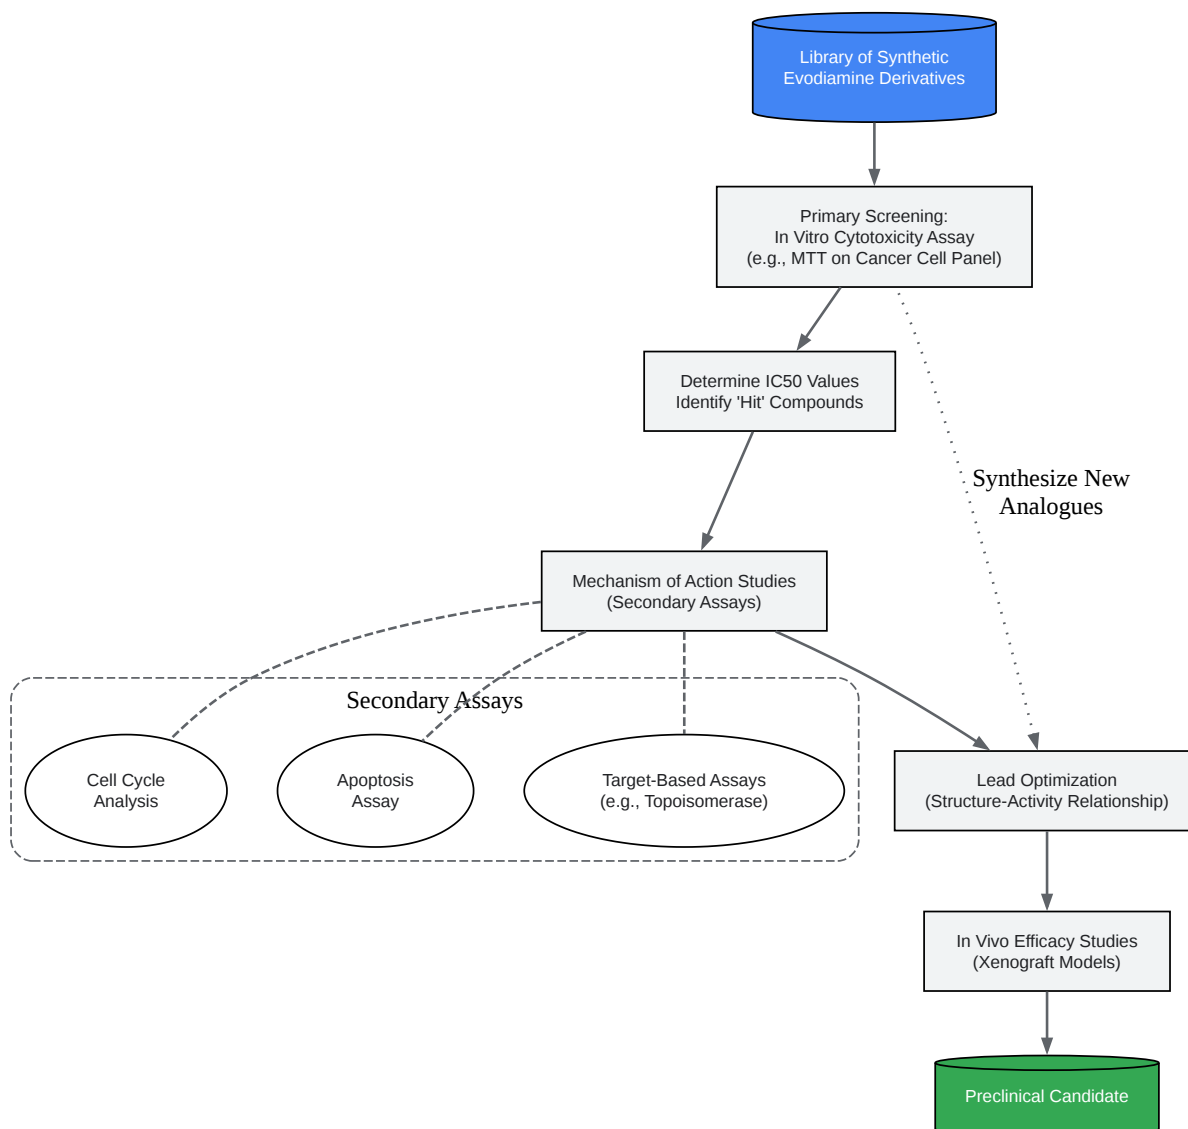 Library of Synthetic
Evodiamine Derivatives
Primary Screening:
In Vitro Cytotoxicity Assay
(e.g., MTT on Cancer Cell Panel)
Determine IC50 Values
Identify 'Hit' Compounds
Synthesize New
Analogues
Mechanism of Action Studies
(Secondary Assays)
Secondary Assays
Cell Cycle
Analysis
Apoptosis
Assay
Target-Based Assays
(e.g., Topoisomerase)
Lead Optimization
(Structure-Activity Relationship)
In Vivo Efficacy Studies
(Xenograft Models)
Preclinical Candidate